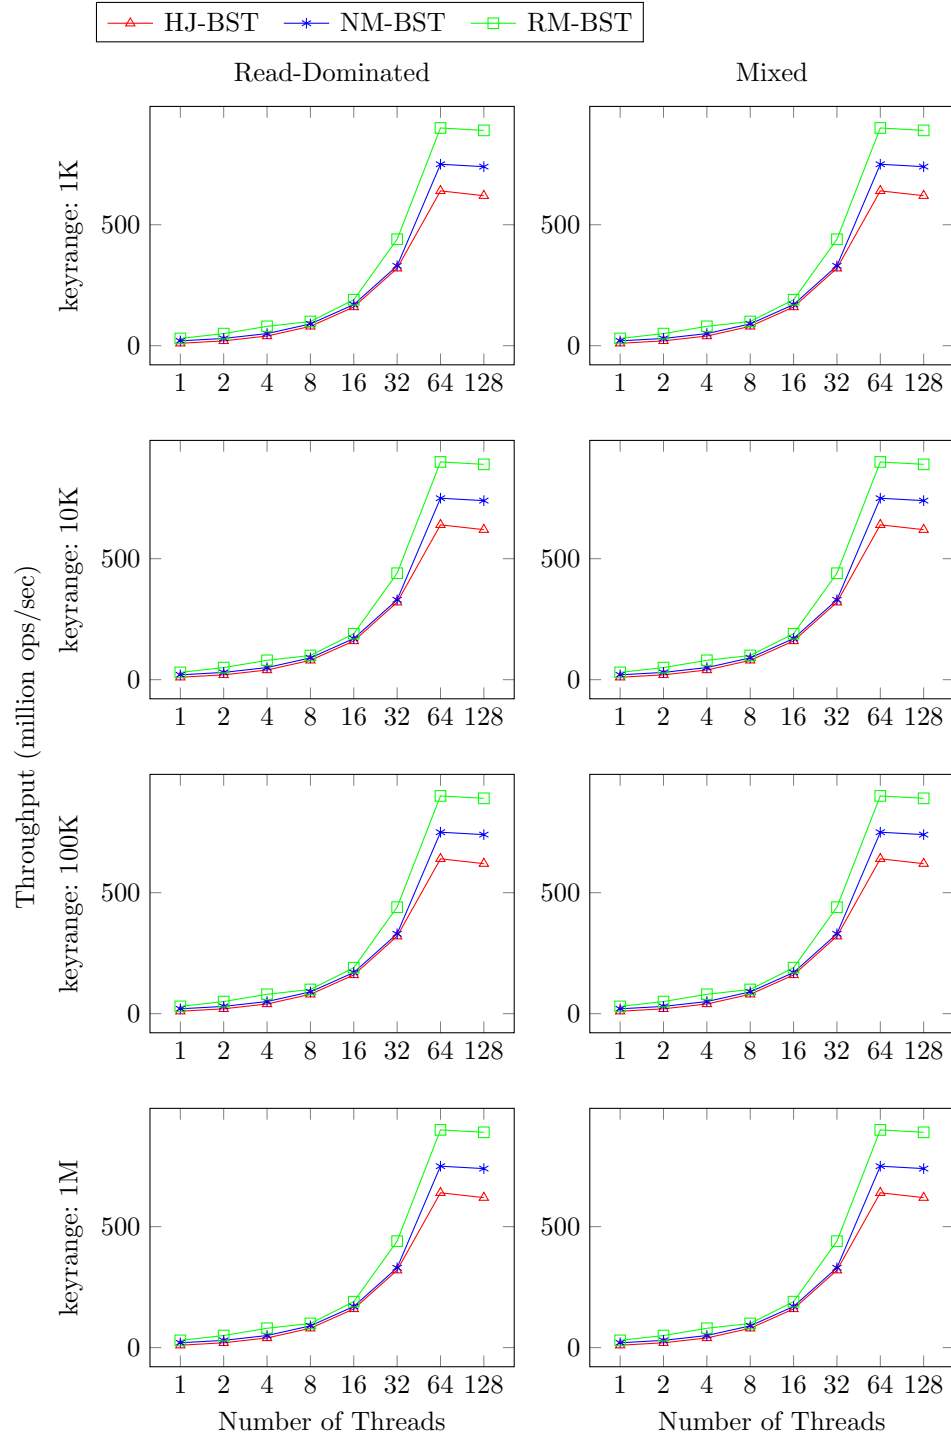 HJ-BST NM-BST RM-BST
Read-Dominated
Mixed
Throughput (million ops/sec)
keyrange: 1K
500
0
1 2 4 8 16 32 64 128
500
0
1 2 4 8 16 32 64 128
keyrange: 10K
500
0
1 2 4 8 16 32 64 128
500
0
1 2 4 8 16 32 64 128
keyrange: 100K
500
0
1 2 4 8 16 32 64 128
500
0
1 2 4 8 16 32 64 128
keyrange: 1M
500
0
1 2 4 8 16 32 64 128
Number of Threads
500
0
1 2 4 8 16 32 64 128
Number of Threads